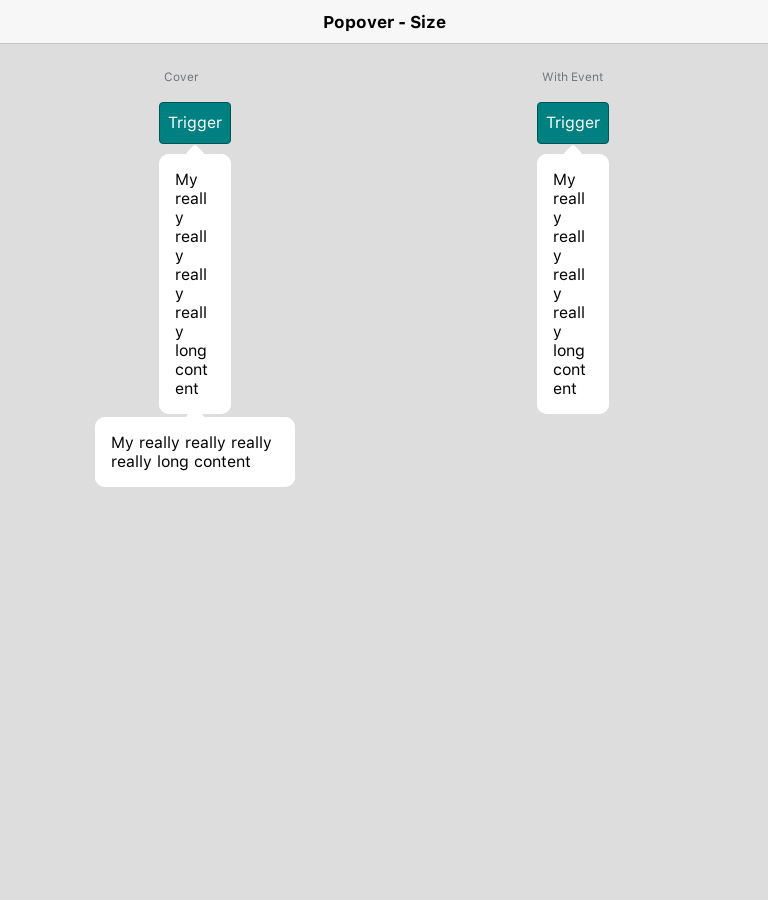 Popover - Size
Cover
Trigger
My
reall
y
reall
y
reall
y
reall
y
long
cont
ent
My really really really
really long content
With Event
Trigger
My
reall
y
reall
y
reall
y
reall
y
long
cont
ent